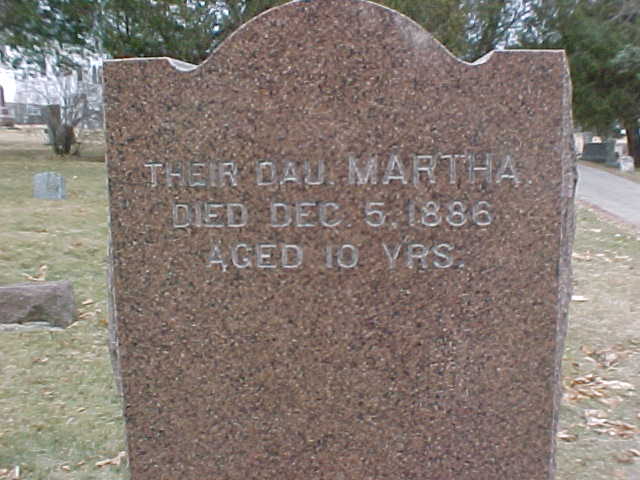 THEIR DAU. MARTHA.
DIED DEC. 5, 1886
AGED 10 YRS.